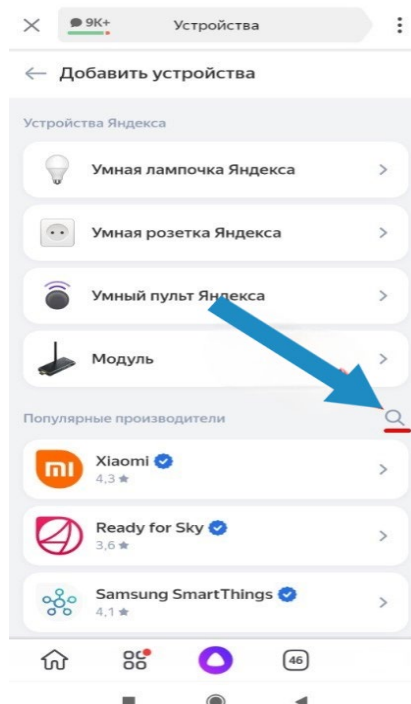 9K+
Устройства
Добавить устройства
Устройства Яндекса
Умная лампочка Яндекса
Умная розетка Яндекса
Умный пульт Яндекса
Модуль
Популярные производители
mi
Xiaomi
4,3 ★
Ready for Sky
3,6 ★
Samsung SmartThings
4,1 ★
46